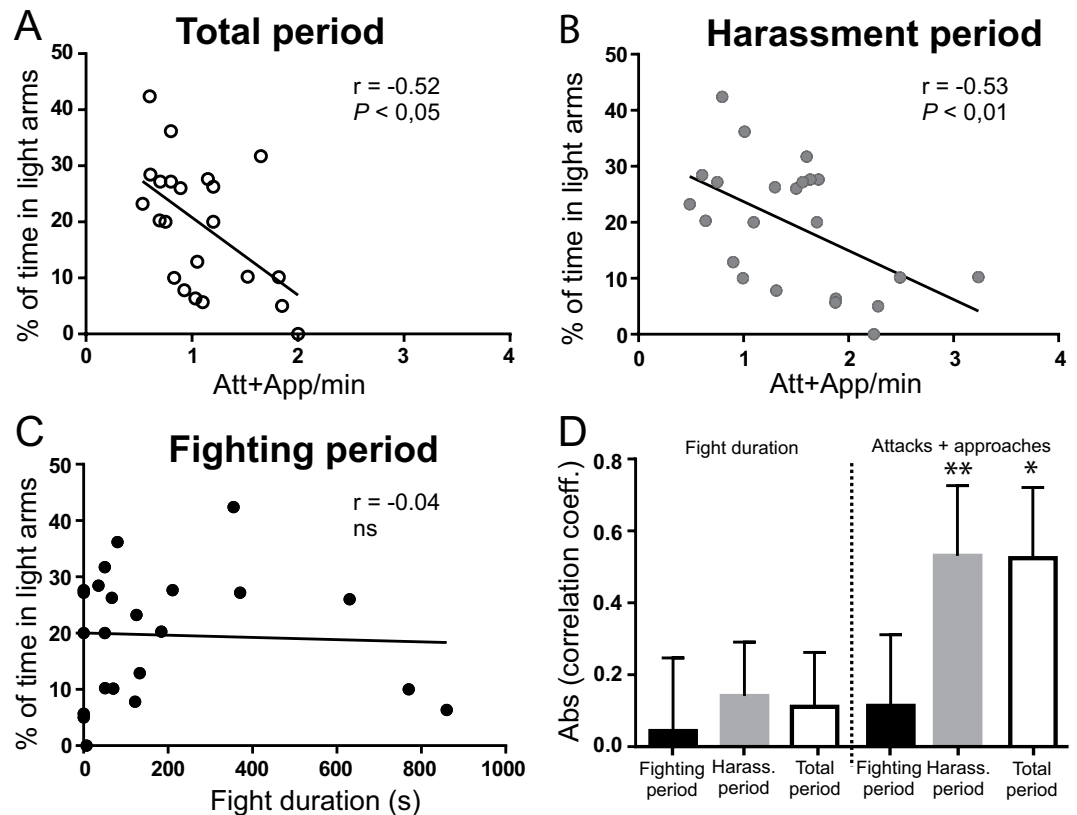 A
Total period
r = -0.52
P < 0,05
% of time in light arms
50
40
30
20
10
0
0 1 2 3 4
Att+App/min
B
Harassment period
r = -0.53
P < 0,01
% of time in light arms
50
40
30
20
10
0
0 1 2 3 4
Att+App/min
C
Fighting period
r = -0.04
ns
% of time in light arms
50
40
30
20
10
0
0 200 400 600 800 1000
Fight duration (s)
D
Fight duration
Attacks + approaches
** *
Abs (correlation coeff.)
0.8
0.6
0.4
0.2
0.0
Fighting Harass. Total Fighting Harass. Total
period period period period period period